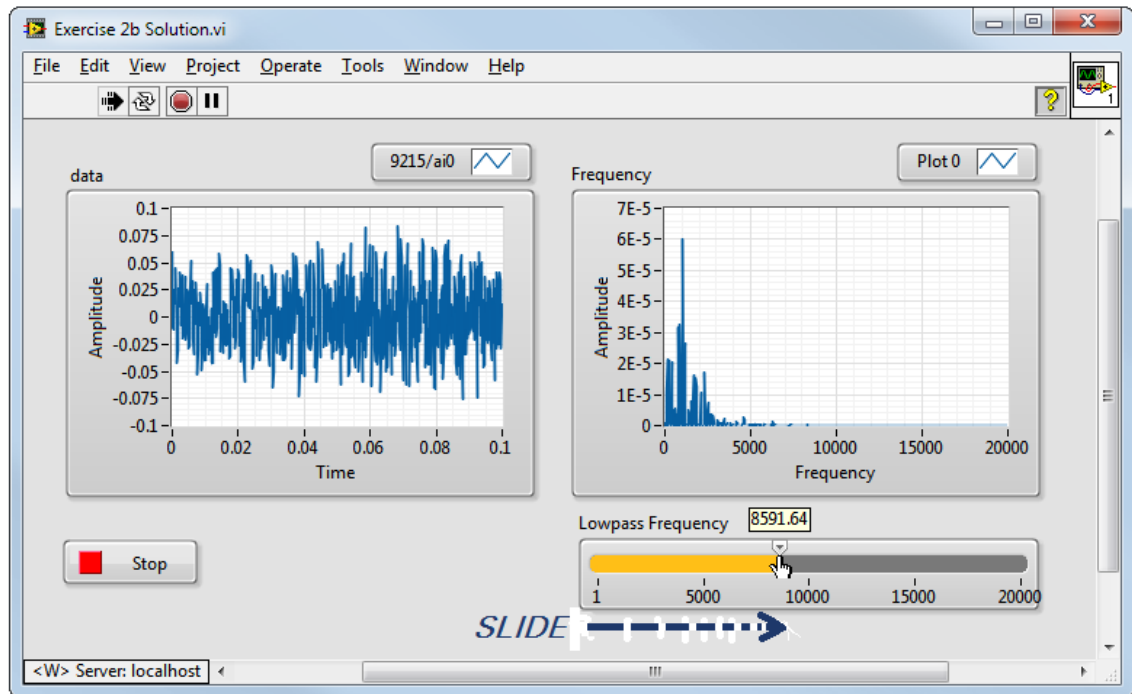 Exercise 2b Solution.vi
File Edit View Project Operate Tools Window Help
1
data
9215/ai0
Amplitude
0.1
0.075
0.05
0.025
0
-0.025
-0.05
-0.075
-0.1
0 0.02 0.04 0.06 0.08 0.1
Time
Frequency
Plot 0
Amplitude
7E-5
6E-5
5E-5
4E-5
3E-5
2E-5
1E-5
0
0 5000 10000 15000 20000
Frequency
Lowpass Frequency 8591.64
1 5000 10000 15000 20000
Stop
SLIDE
<W> Server: localhost